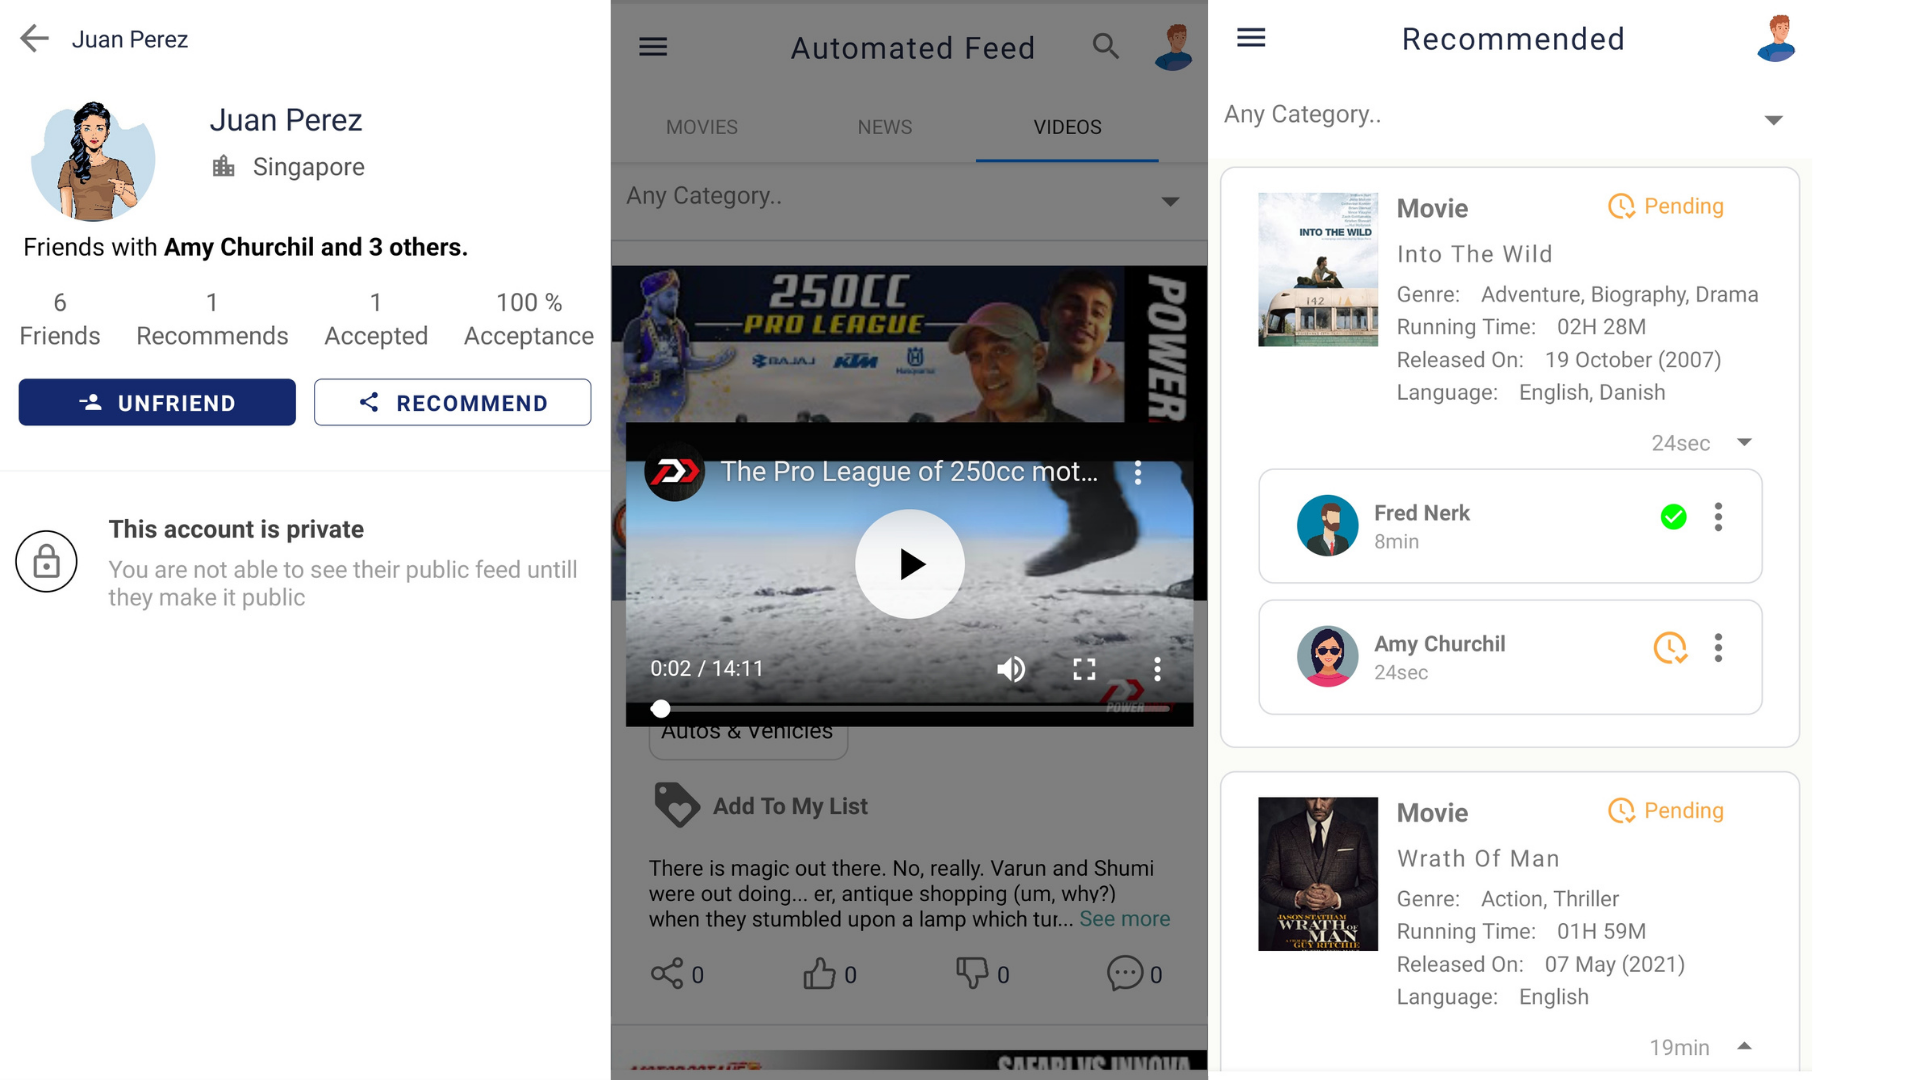 Juan Perez
Juan Perez
Singapore
Friends with Amy Churchil and 3 others.
6 Friends
1 Recommends
1 Accepted
100 % Acceptance
UNFRIEND
RECOMMEND
This account is private
You are not able to see their public feed untill
they make it public
Automated Feed
MOVIES NEWS VIDEOS
Any Category..
250CC
PRO LEAGUE
BAJAJ KTM Husqvarna
POWER
The Pro League of 250cc mot...
0:02 / 14:11
POWER
Autos & Vehicles
Add To My List
There is magic out there. No, really. Varun and Shumi
were out doing... er, antique shopping (um, why?)
when they stumbled upon a lamp which tur... See more
0 0 0 0
SAFARI VS INNOVA
Recommended
Any Category..
Movie
Pending
INTO THE WILD
142
Into The Wild
Genre: Adventure, Biography, Drama
Running Time: 02H 28M
Released On: 19 October (2007)
Language: English, Danish
24sec
Fred Nerk
8min
Amy Churchil
24sec
Movie
Pending
JASON STATHAM
WRATH OF
MAN
GUY RITCHIE
Wrath Of Man
Genre: Action, Thriller
Running Time: 01H 59M
Released On: 07 May (2021)
Language: English
19min